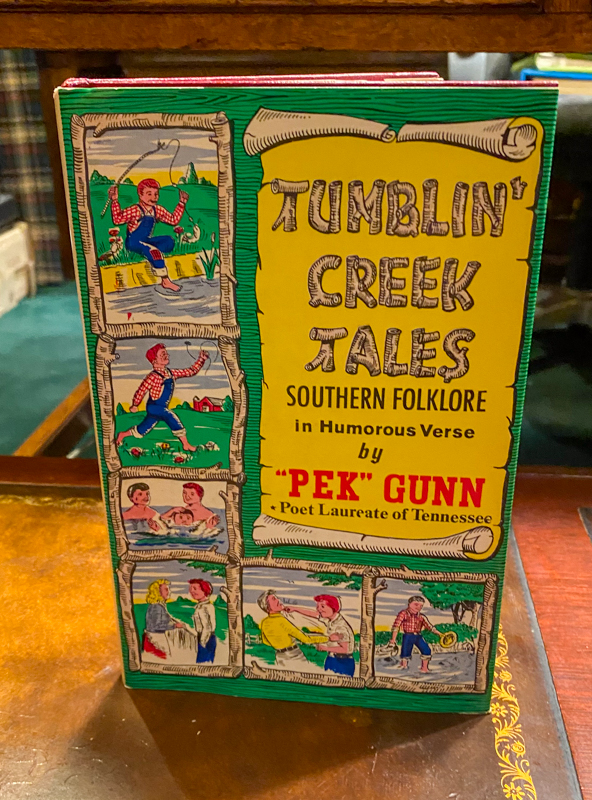 TUMBLIN'
CREEK
TALES
SOUTHERN FOLKLORE
in Humorous Verse
by
"PEK" GUNN
★Poet Laureate of Tennessee